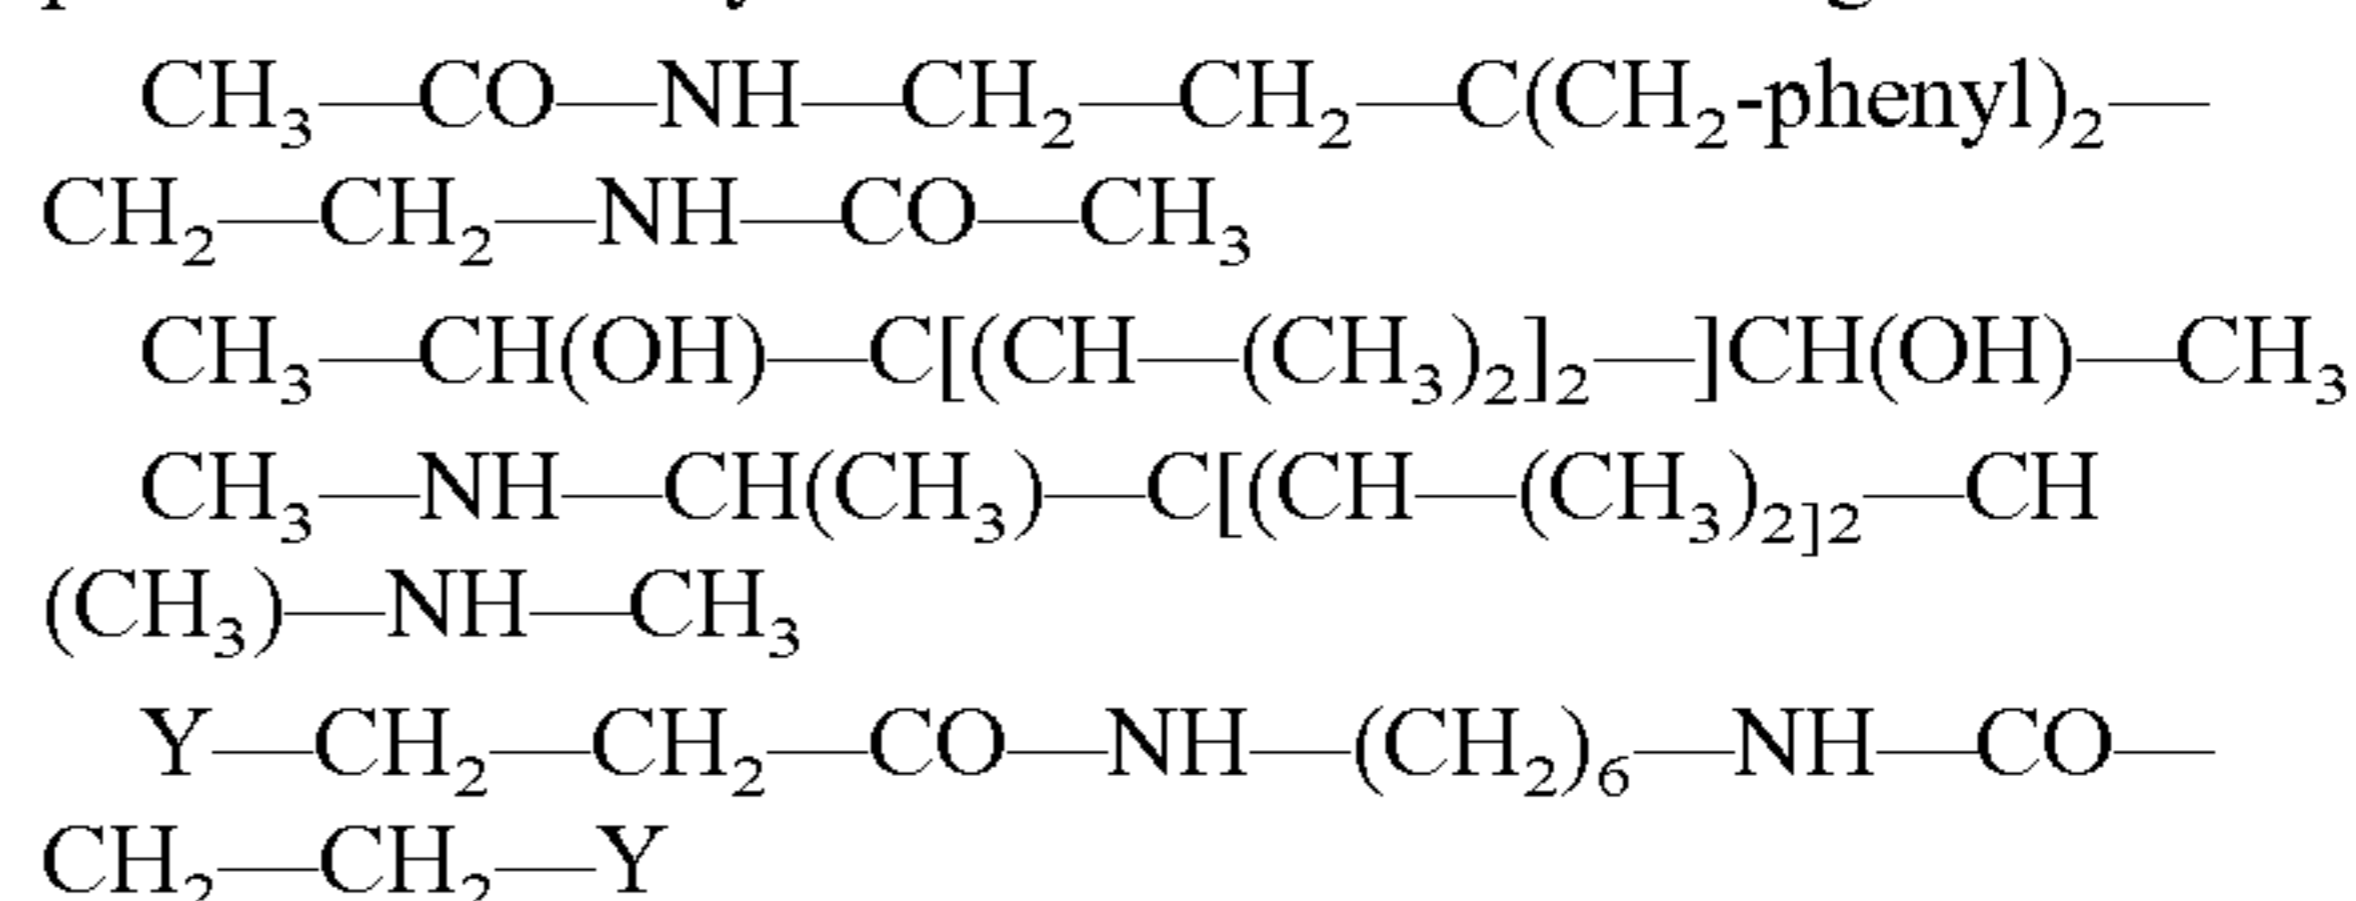 CH₃—CO—NH—CH₂—CH₂—C(CH₂-phenyl)₂—
CH₂—CH₂—NH—CO—CH₃
CH₃—CH(OH)—C[(CH—(CH₃)₂]₂—]CH(OH)—CH₃
CH₃—NH—CH(CH₃)—C[(CH—(CH₃)₂]₂—CH
(CH₃)—NH—CH₃
Y—CH₂—CH₂—CO—NH—(CH₂)₆—NH—CO—
CH₂—CH₂—Y